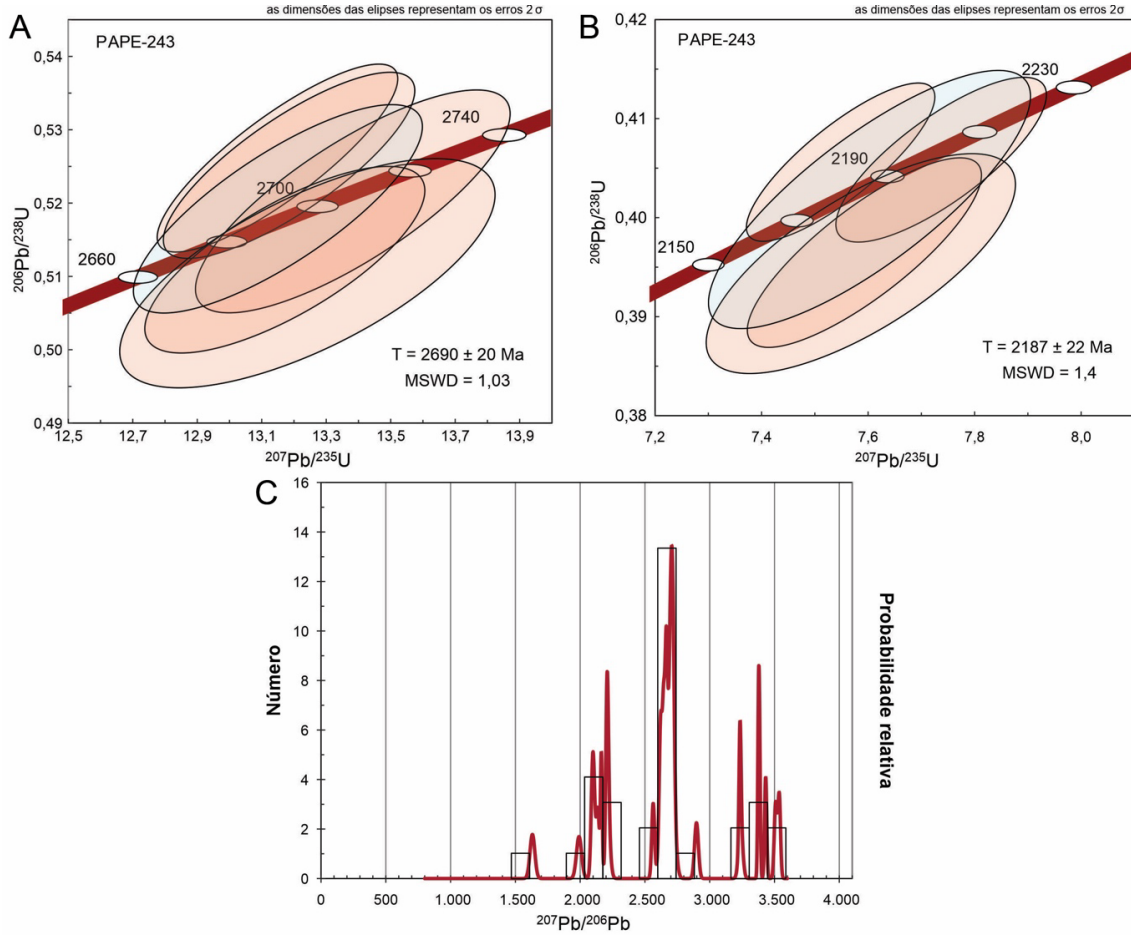 as dimensões das elipses representam os erros 2σ
A
PAPE-243
0,54
0,53
0,52
0,51
0,50
0,49
206Pb/238U
2740
2700
2660
T = 2690 ± 20 Ma
MSWD = 1,03
12,5 12,7 12,9 13,1 13,3 13,5 13,7 13,9
207Pb/235U
as dimensões das elipses representam os erros 2σ
B
PAPE-243
0,42
0,41
0,40
0,39
0,38
206Pb/238U
2230
2190
2150
T = 2187 ± 22 Ma
MSWD = 1,4
7,2 7,4 7,6 7,8 8,0
207Pb/235U
C
16
14
12
10
8
6
4
2
0
Número
Probabilidade relativa
0 500 1.000 1.500 2.000 2.500 3.000 3.500 4.000
207Pb/206Pb